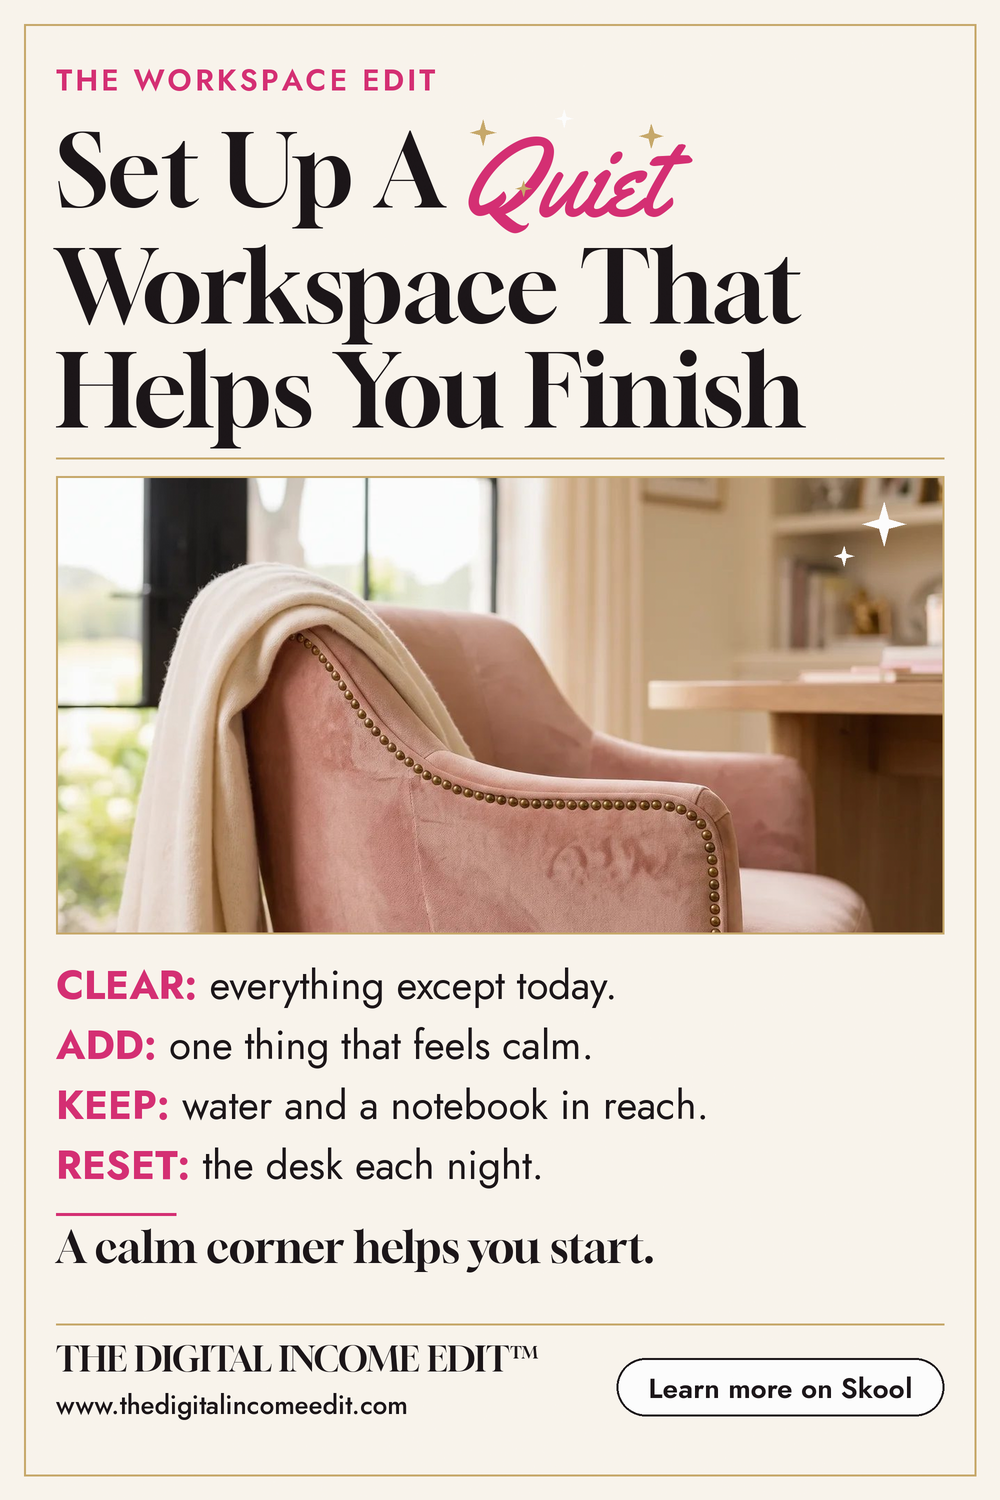 THE WORKSPACE EDIT
Set Up A Quiet
Workspace That
Helps You Finish
CLEAR: everything except today.
ADD: one thing that feels calm.
KEEP: water and a notebook in reach.
RESET: the desk each night.
A calm corner helps you start.
THE DIGITAL INCOME EDIT™
www.thedigitalincomeedit.com
Learn more on Skool